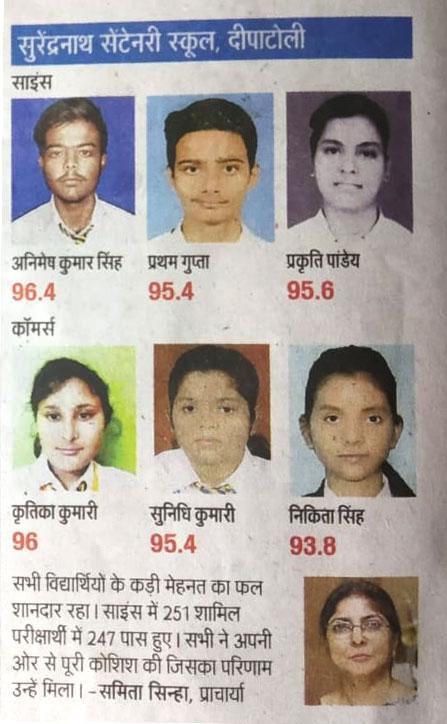 सुरेंद्रनाथ सेंटेनरी स्कूल, दीपाटोली
साइंस
अनिमेष कुमार सिंह
96.4
प्रथम गुप्ता
95.4
प्रकृति पांडेय
95.6
कॉमर्स
कृतिका कुमारी
96
सुनिधि कुमारी
95.4
निकिता सिंह
93.8
सभी विद्यार्थियों के कड़ी मेहनत का फल
शानदार रहा। साइंस में 251 शामिल
परीक्षार्थी में 247 पास हुए। सभी ने अपनी
ओर से पूरी कोशिश की जिसका परिणाम
उन्हें मिला। -समिता सिन्हा, प्राचार्या